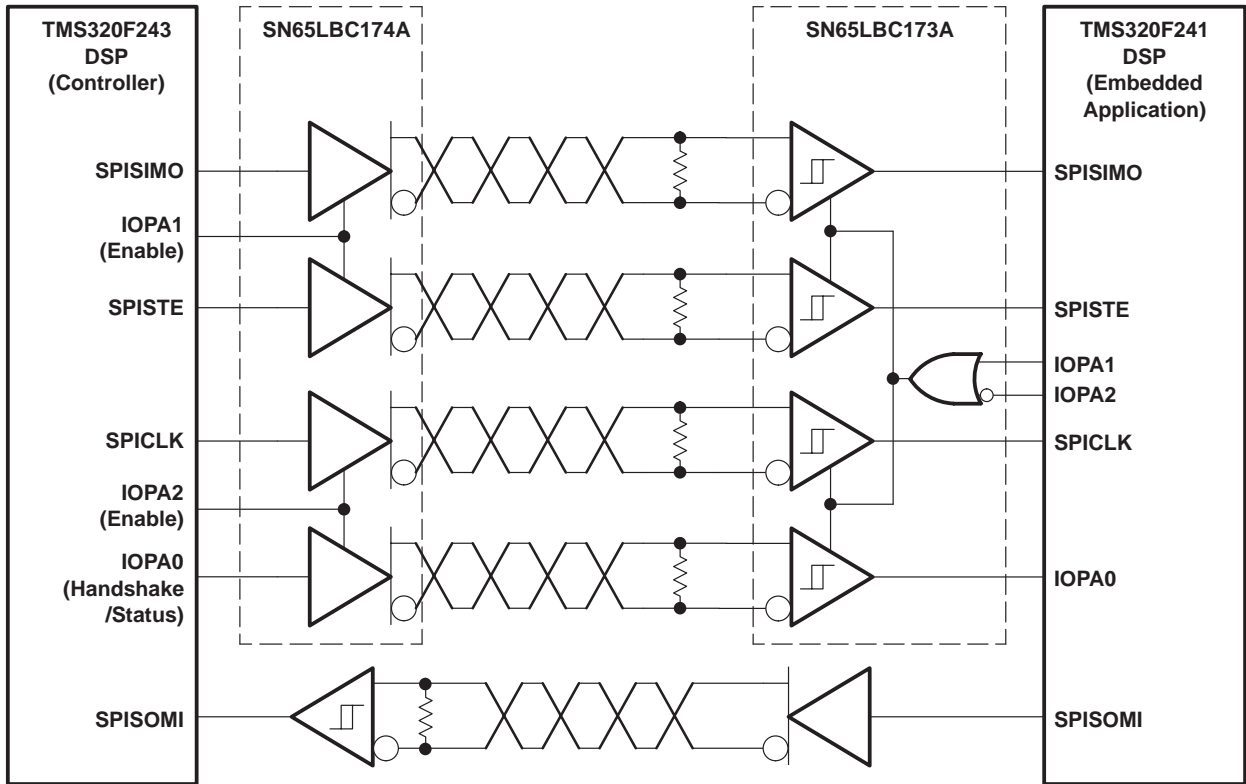 TMS320F243
DSP
(Controller)
SN65LBC174A
SN65LBC173A
TMS320F241
DSP
(Embedded
Application)
SPISIMO
SPISIMO
IOPA1
(Enable)
SPISTE
SPISTE
IOPA1
IOPA2
SPICLK
SPICLK
IOPA2
(Enable)
IOPA0
(Handshake
/Status)
IOPA0
SPISOMI
SPISOMI